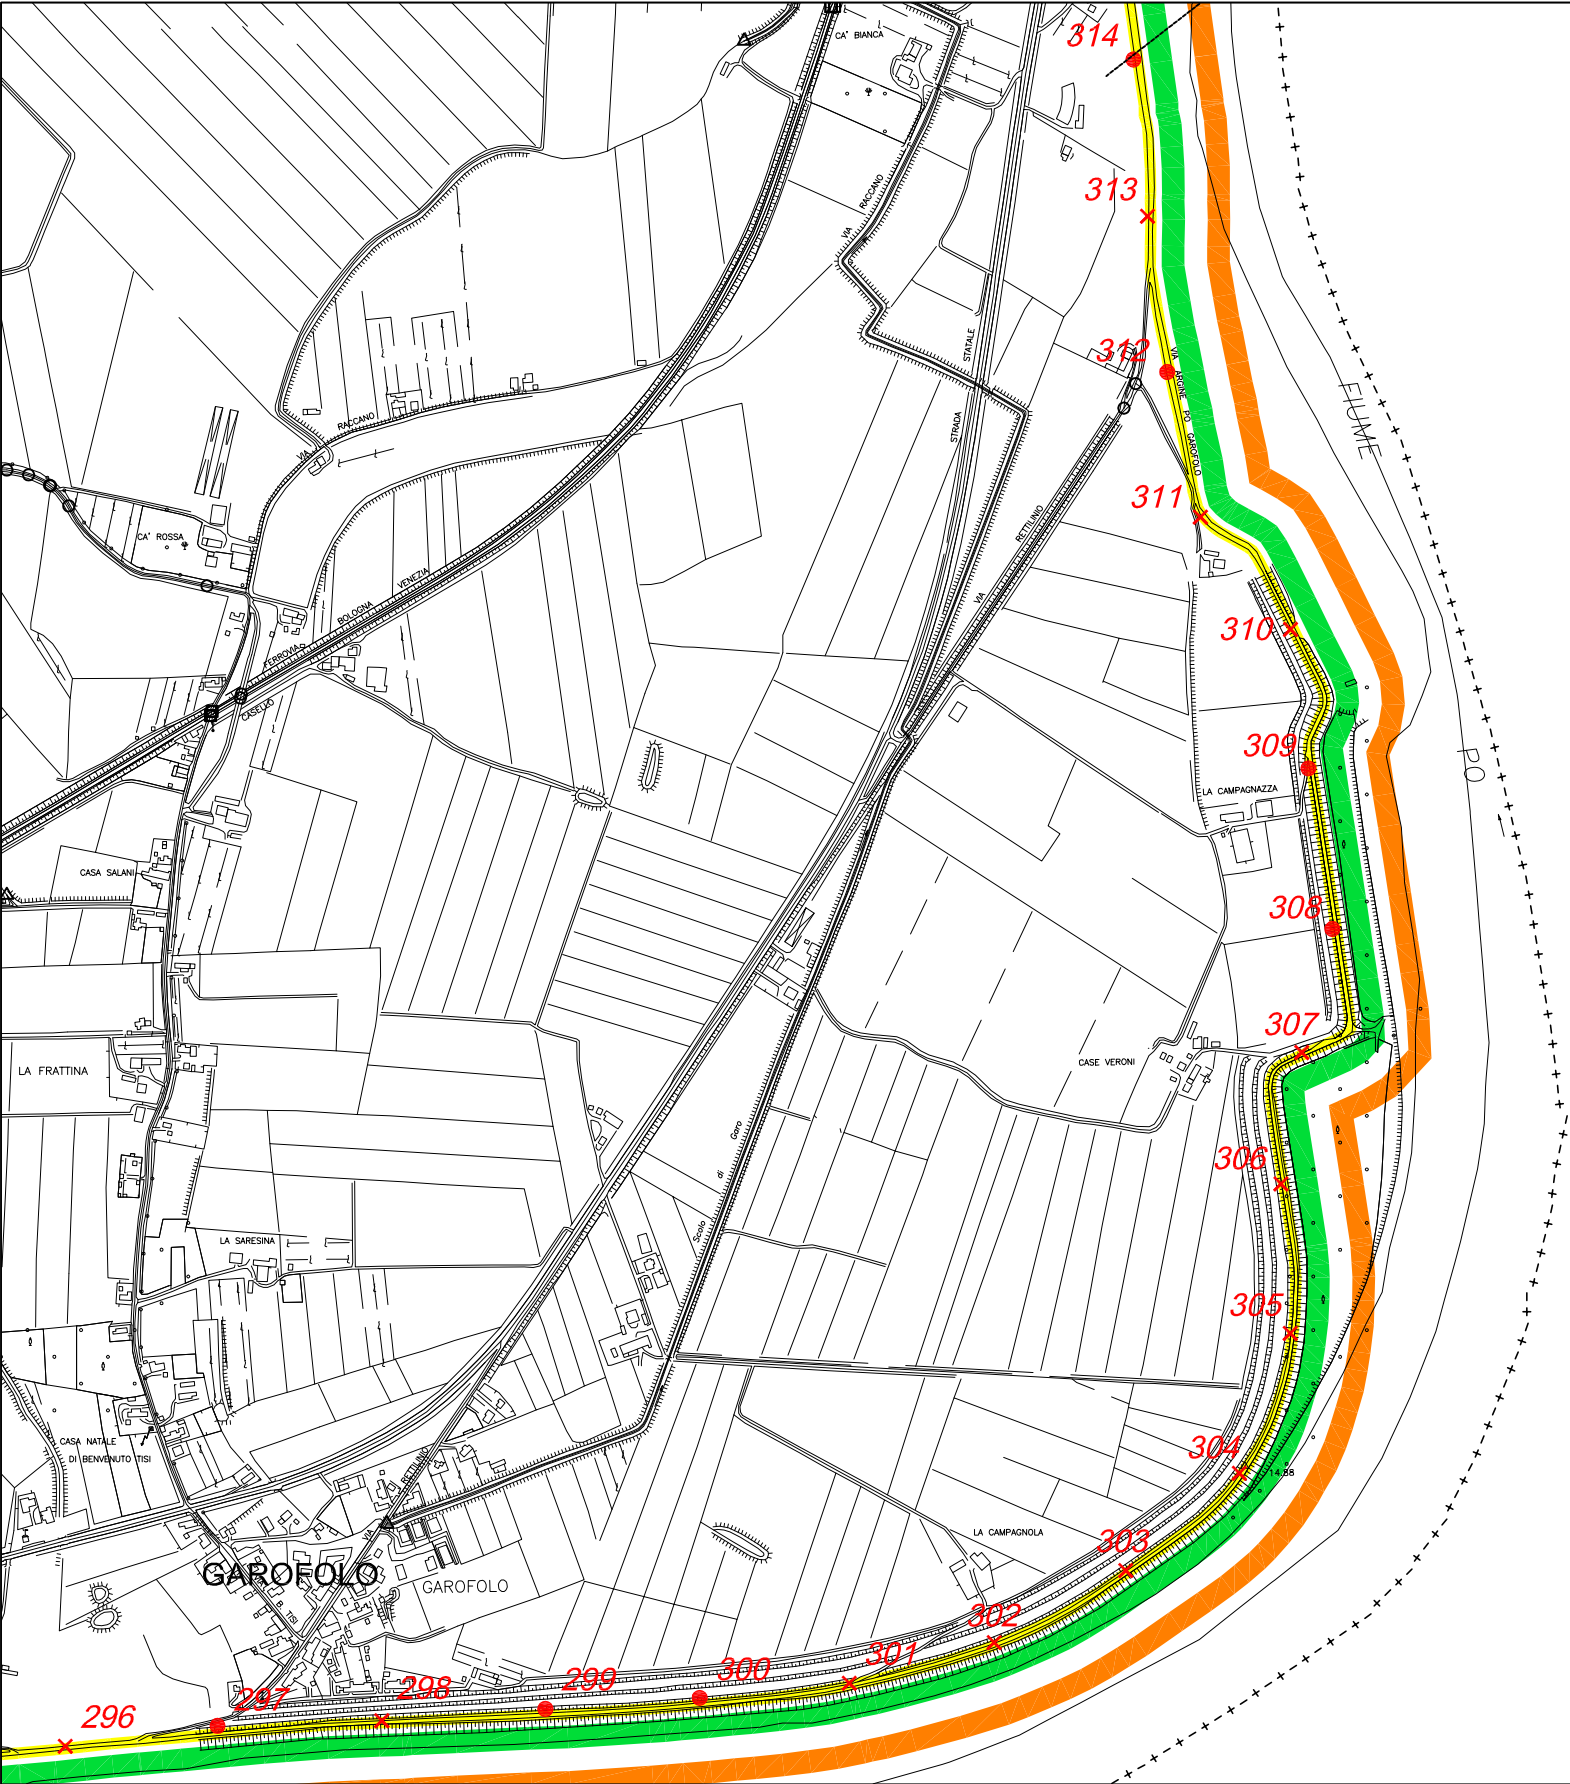 314
CA' BIANCA
313
VIA RACCANO
312
STRADA STATALE
VIA ARGINE PO GAROFOLO
FIUME
PO
VIA RACCANO
311
CA' ROSSA
VIA RETILINIO
FERROVIA BOLOGNA VENEZIA
310
CASELLO
309
LA CAMPAGNAZZA
CASA SALANI
308
307
LA FRATTINA
CASE VERONI
Scolo di Garo
306
LA SARESINA
305
CASA NATALE
DI BENVENUTO TISI
304
14.88
VIA RETILINIO
LA CAMPAGNOLA
303
GAROFOLO
GAROFOLO
B. TISI
302
301
300
299
298
297
296